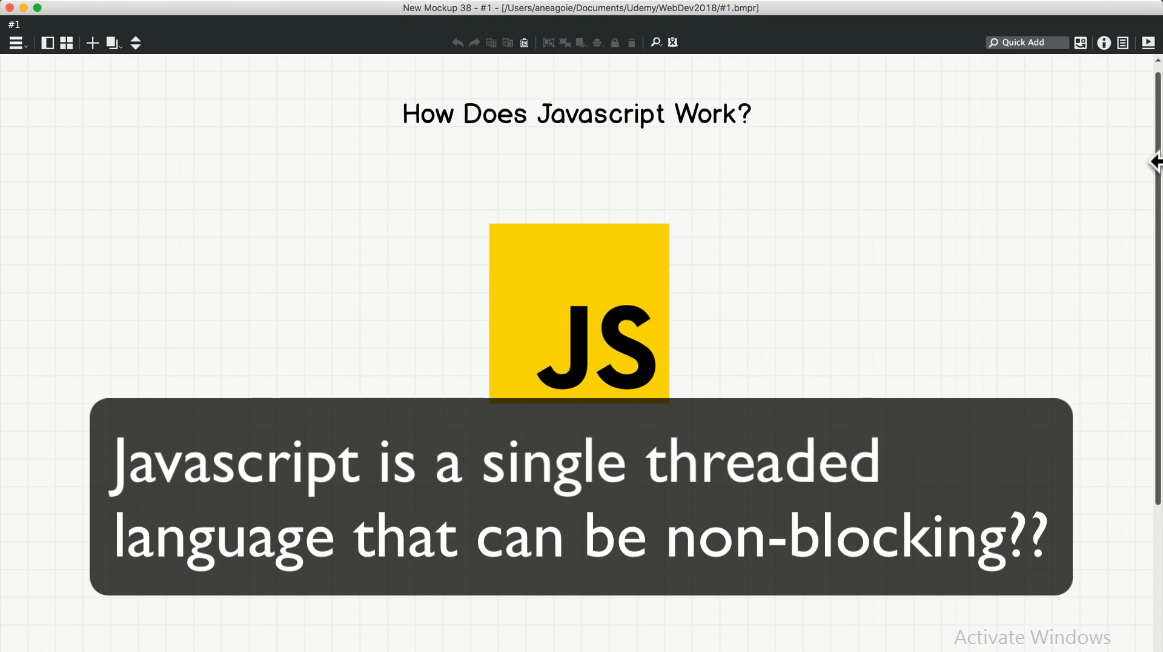 New Mockup 38 - #1 - [/Users/aneagoie/Documents/Udemy/WebDev2018/#1.bmpr]
#1
Quick Add
How Does Javascript Work?
JS
Javascript is a single threaded
language that can be non-blocking??
Activate Windows